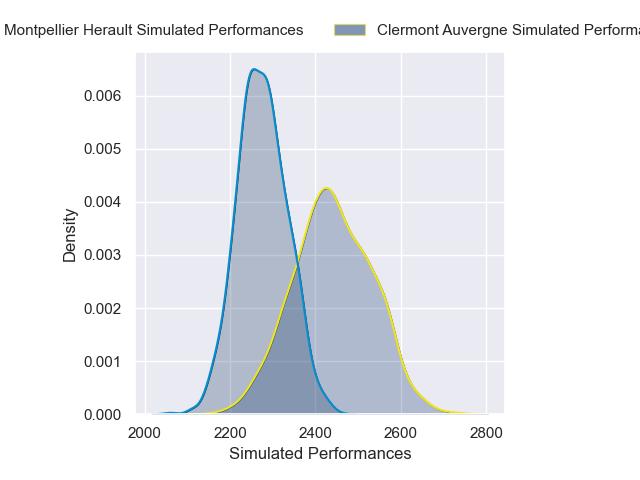 Montpellier Herault Simulated Performances
Clermont Auvergne Simulated
0.006
0.005
0.004
0.003
0.002
0.001
0.000
Density
2000 2200 2400 2600 2800
Simulated Performances